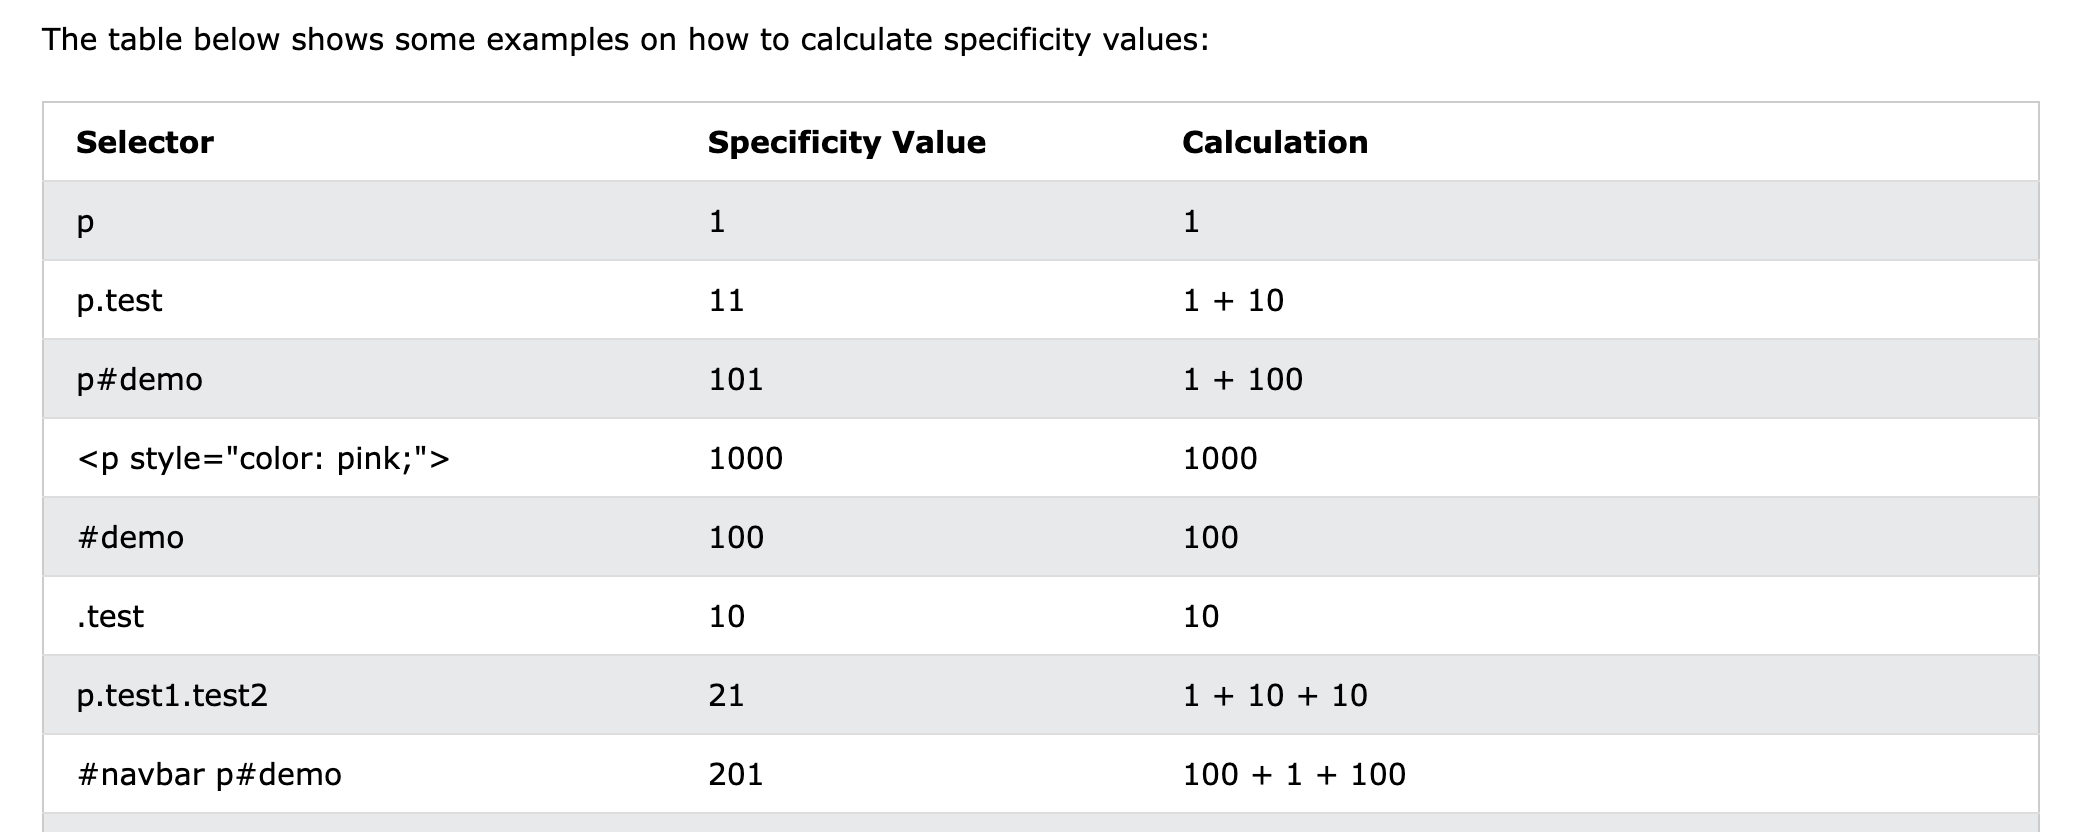 The table below shows some examples on how to calculate specificity values:
Selector Specificity Value Calculation
p 1 1
p.test 11 1 + 10
p#demo 101 1 + 100
<p style="color: pink;"> 1000 1000
#demo 100 100
.test 10 10
p.test1.test2 21 1 + 10 + 10
#navbar p#demo 201 100 + 1 + 100